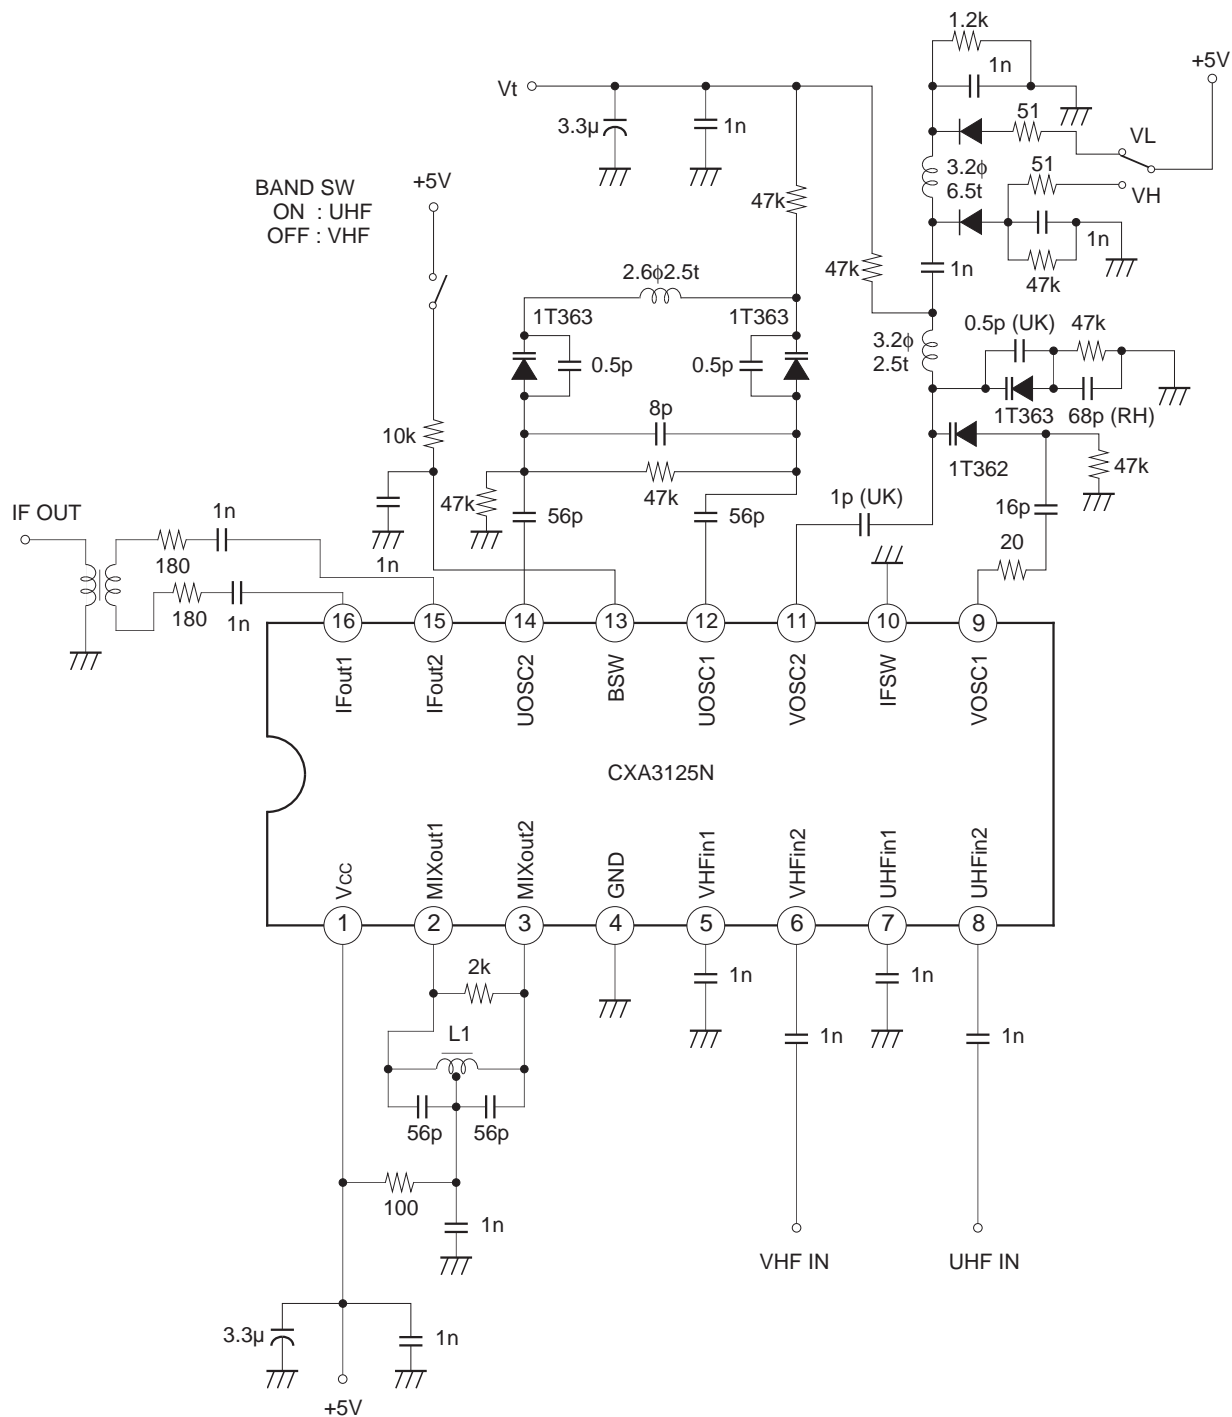 1.2k
1n
+5V
Vt
3.3μ
1n
51
VL
BAND SW
ON : UHF
OFF : VHF
+5V
3.2ϕ
6.5t
51
VH
47k
1n
47k
1n
47k
2.6ϕ2.5t
1T363
1T363
3.2ϕ
2.5t
0.5p (UK)
47k
0.5p
0.5p
1T363
68p (RH)
8p
10k
1T362
47k
47k
47k
1p (UK)
16p
IF OUT
1n
56p
56p
1n
20
180
180
1n
16
15
14
13
12
11
10
9
IFout1
IFout2
UOSC2
BSW
UOSC1
VOSC2
IFSW
VOSC1
CXA3125N
Vcc
MIXout1
MIXout2
GND
VHFin1
VHFin2
UHFin1
UHFin2
1
2
3
4
5
6
7
8
2k
1n
1n
L1
1n
1n
56p
56p
100
1n
VHF IN
UHF IN
3.3μ
1n
+5V